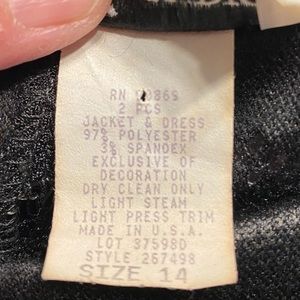 RN 90869
2 PCS
JACKET & DRESS
97% POLYESTER
3% SPANDEX
EXCLUSIVE OF
DECORATION
DRY CLEAN ONLY
LIGHT STEAM
LIGHT PRESS TRIM
MADE IN U.S.A.
LOT 37598D
STYLE 267498
SIZE 14